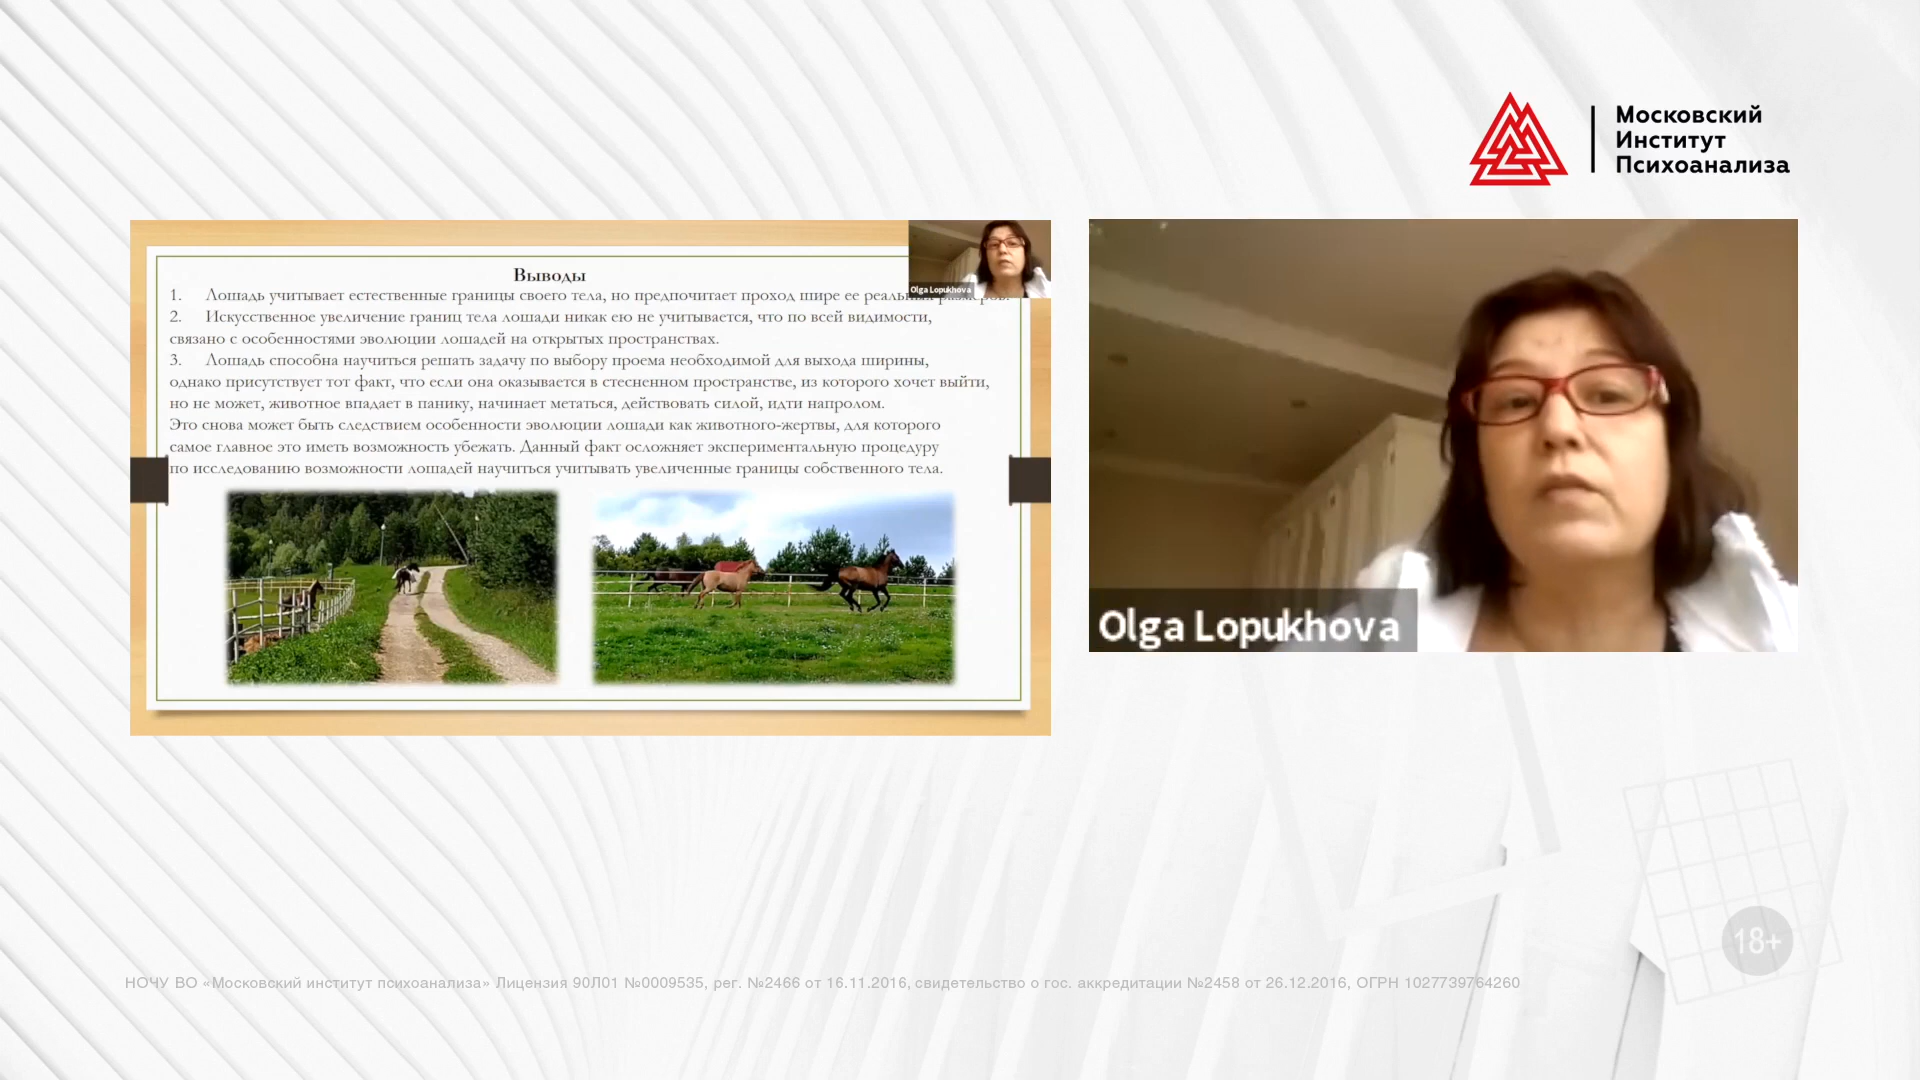 Московский
Институт
Психоанализа
Выводы
1. Лошадь учитывает естественные границы своего тела, но предпочитает проход шире ее реальных размеров.
2. Искусственное увеличение границ тела лошади никак ею не учитывается, что по всей видимости,
связано с особенностями эволюции лошадей на открытых пространствах.
3. Лошадь способна научиться решать задачу по выбору проема необходимой для выхода ширины,
однако присутствует тот факт, что если она оказывается в стесненном пространстве, из которого хочет выйти,
но не может, животное впадает в панику, начинает метаться, действовать силой, идти напролом.
Это снова может быть следствием особенности эволюции лошади как животного-жертвы, для которого
самое главное это иметь возможность убежать. Данный факт осложняет экспериментальную процедуру
по исследованию возможности лошадей научиться учитывать увеличенные границы собственного тела.
Olga Lopukhova
Olga Lopukhova
18+
НОЧУ ВО «Московский институт психоанализа» Лицензия 90Л01 №0009535, рег. №2466 от 16.11.2016, свидетельство о гос. аккредитации №2458 от 26.12.2016, ОГРН 1027739764260